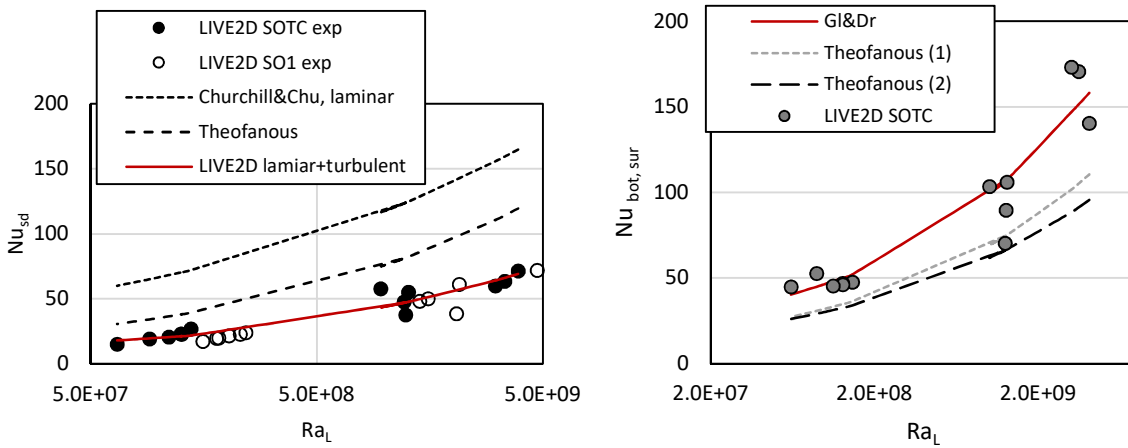 LIVE2D SOTC exp
LIVE2D SO1 exp
Churchill&Chu, laminar
Theofanous
LIVE2D lamiar+turbulent
200
150
100
50
0
Nu_sd
5.0E+07
5.0E+08
5.0E+09
Ra_L
Gl&Dr
Theofanous (1)
Theofanous (2)
LIVE2D SOTC
200
150
100
50
0
Nu_bot, sur
2.0E+07
2.0E+08
2.0E+09
Ra_L